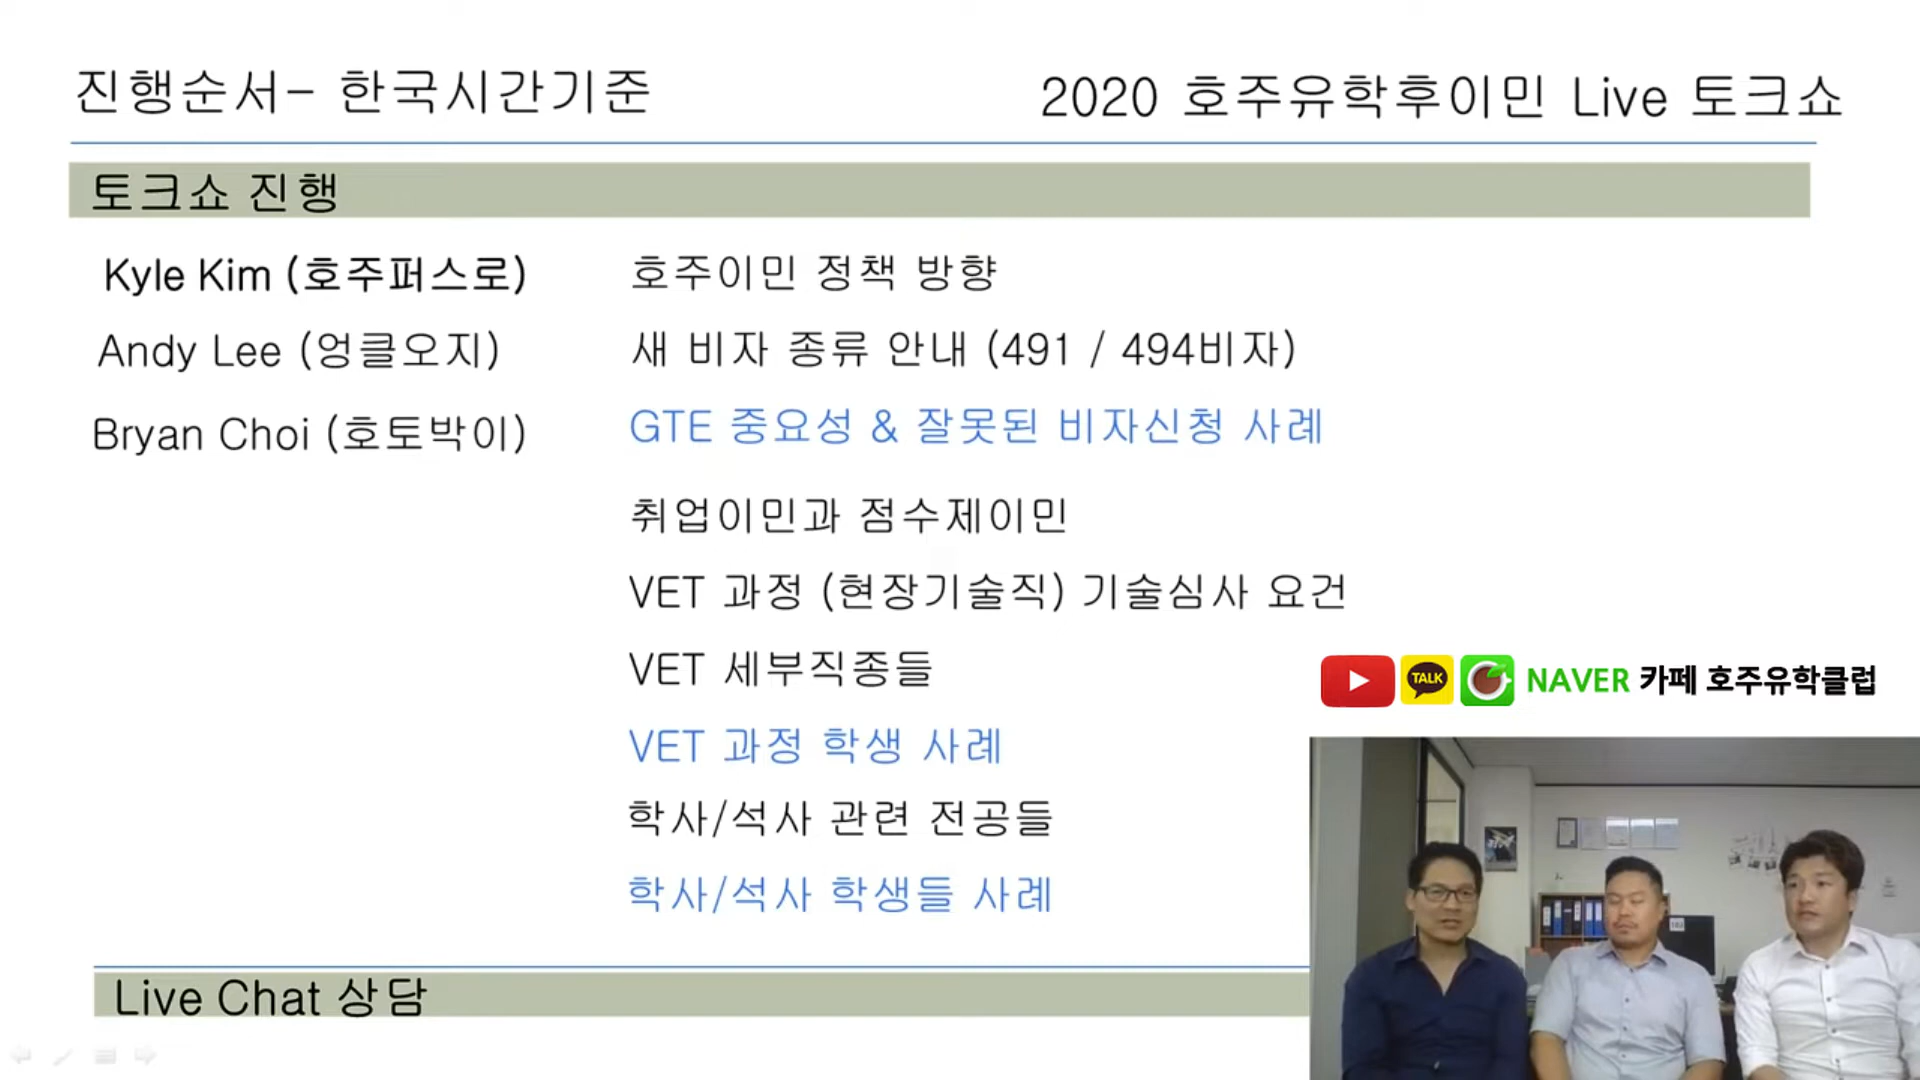 진행순서- 한국시간기준
2020 호주유학후이민 Live 토크쇼
토크쇼 진행
Kyle Kim (호주퍼스로)
Andy Lee (엉클오지)
Bryan Choi (호토박이)
호주이민 정책 방향
새 비자 종류 안내 (491 / 494비자)
GTE 중요성 & 잘못된 비자신청 사례
취업이민과 점수제이민
VET 과정 (현장기술직) 기술심사 요건
VET 세부직종들
VET 과정 학생 사례
학사/석사 관련 전공들
학사/석사 학생들 사례
TALK NAVER 카페 호주유학클럽
Live Chat 상담